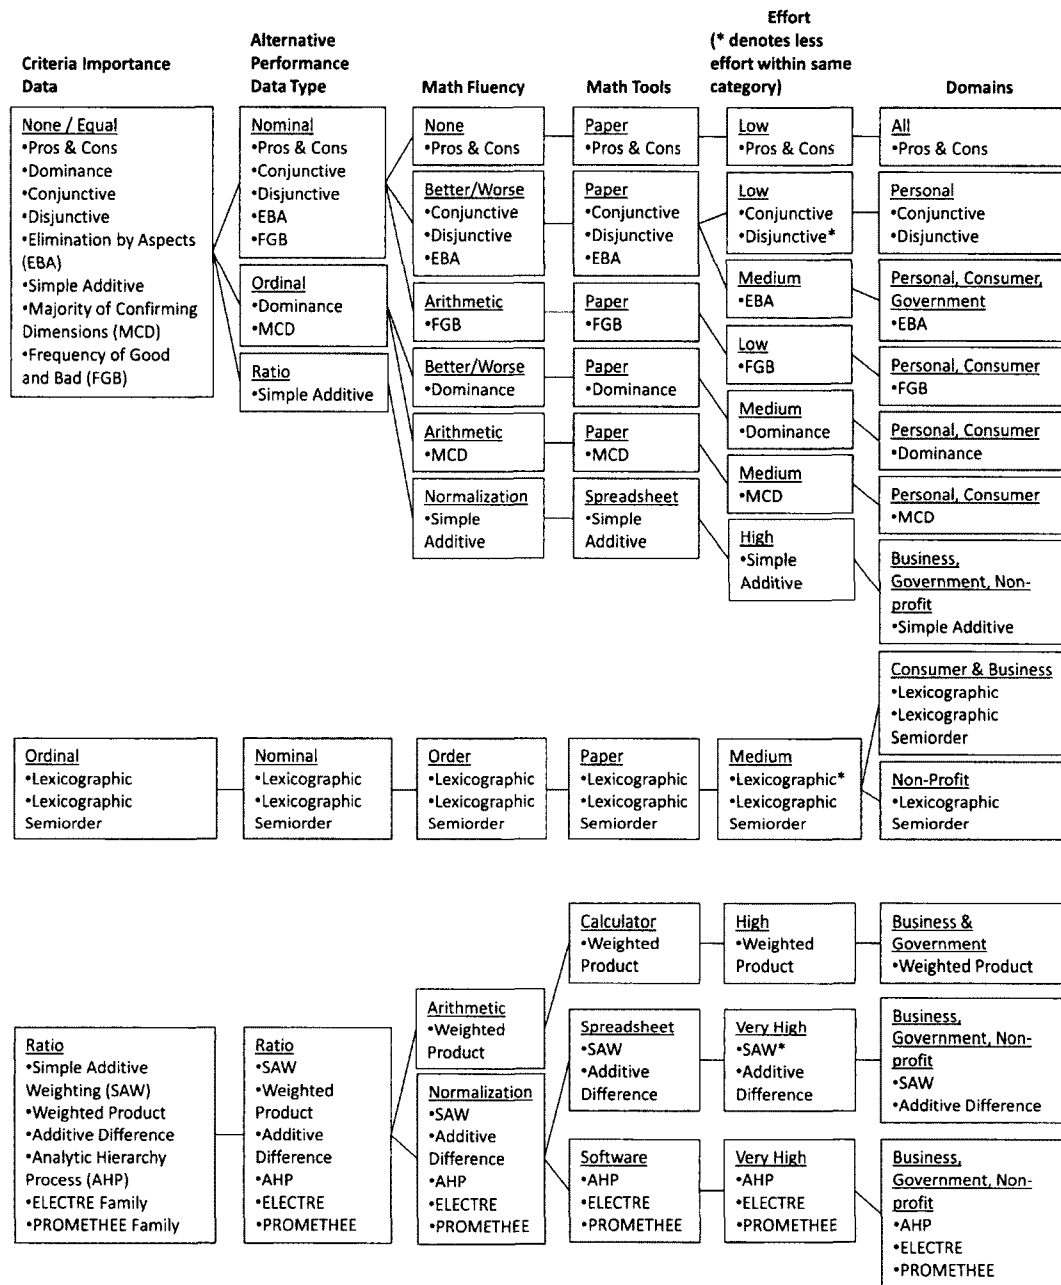 Criteria Importance
Data
Alternative
Performance
Data Type
Math Fluency
Math Tools
Effort
(* denotes less
effort within same
category)
Domains
None / Equal
•Pros & Cons
•Dominance
•Conjunctive
•Disjunctive
•Elimination by Aspects
(EBA)
•Simple Additive
•Majority of Confirming
Dimensions (MCD)
•Frequency of Good
and Bad (FGB)
Nominal
•Pros & Cons
•Conjunctive
•Disjunctive
•EBA
•FGB
Ordinal
•Dominance
•MCD
Ratio
•Simple Additive
None
•Pros & Cons
Better/Worse
•Conjunctive
•Disjunctive
•EBA
Arithmetic
•FGB
Better/Worse
•Dominance
Arithmetic
•MCD
Normalization
•Simple
Additive
Paper
•Pros & Cons
Paper
•Conjunctive
•Disjunctive
•EBA
Paper
•FGB
Paper
•Dominance
Paper
•MCD
Spreadsheet
•Simple
Additive
Low
•Pros & Cons
Low
•Conjunctive
•Disjunctive*
Medium
•EBA
Low
•FGB
Medium
•Dominance
Medium
•MCD
High
•Simple
Additive
All
•Pros & Cons
Personal
•Conjunctive
•Disjunctive
Personal, Consumer,
Government
•EBA
Personal, Consumer
•FGB
Personal, Consumer
•Dominance
Personal, Consumer
•MCD
Business,
Government, Non-
profit
•Simple Additive
Ordinal
•Lexicographic
•Lexicographic
Semiorder
Nominal
•Lexicographic
•Lexicographic
Semiorder
Order
•Lexicographic
•Lexicographic
Semiorder
Paper
•Lexicographic
•Lexicographic
Semiorder
Medium
•Lexicographic*
•Lexicographic
Semiorder
Consumer & Business
•Lexicographic
•Lexicographic
Semiorder
Non-Profit
•Lexicographic
Semiorder
Ratio
•Simple Additive
Weighting (SAW)
•Weighted Product
•Additive Difference
•Analytic Hierarchy
Process (AHP)
•ELECTRE Family
•PROMETHEE Family
Ratio
•SAW
•Weighted
Product
•Additive
Difference
•AHP
•ELECTRE
•PROMETHEE
Arithmetic
•Weighted
Product
Normalization
•SAW
•Additive
Difference
•AHP
•ELECTRE
•PROMETHEE
Calculator
•Weighted
Product
Spreadsheet
•SAW
•Additive
Difference
Software
•AHP
•ELECTRE
•PROMETHEE
High
•Weighted
Product
Very High
•SAW*
•Additive
Difference
Very High
•AHP
•ELECTRE
•PROMETHEE
Business &
Government
•Weighted Product
Business,
Government, Non-
profit
•SAW
•Additive Difference
Business,
Government, Non-
profit
•AHP
•ELECTRE
•PROMETHEE